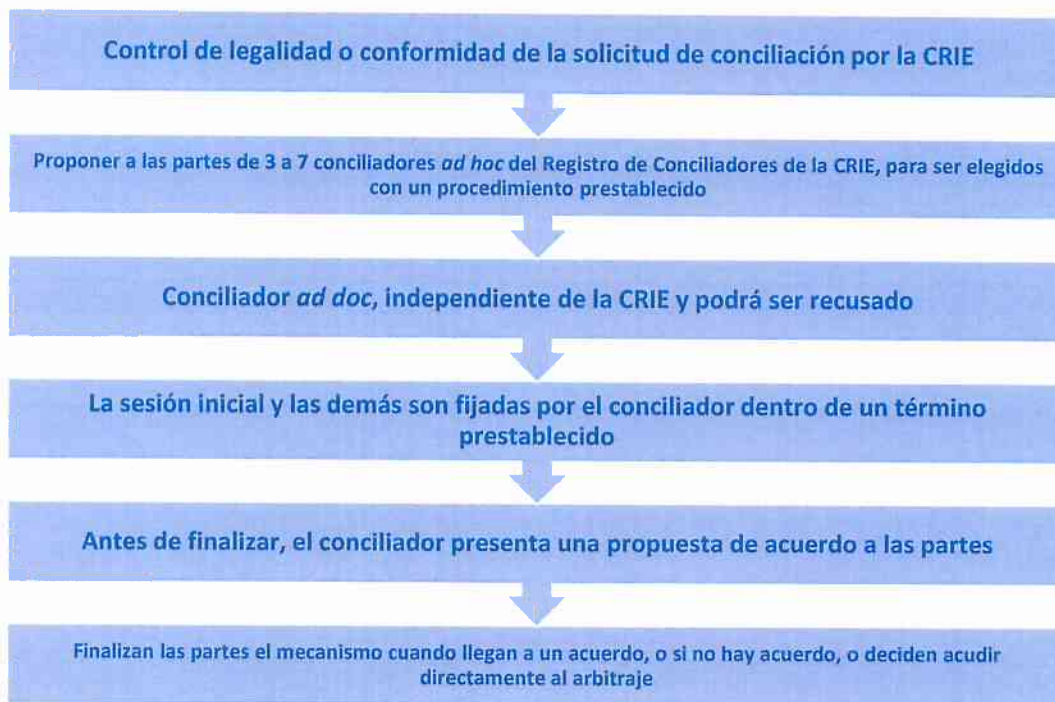 Control de legalidad o conformidad de la solicitud de conciliación por la CRIE
Proponer a las partes de 3 a 7 conciliadores ad hoc del Registro de Conciliadores de la CRIE, para ser elegidos
con un procedimiento prestablecido
Conciliador ad doc, independiente de la CRIE y podrá ser recusado
La sesión inicial y las demás son fijadas por el conciliador dentro de un término
prestablecido
Antes de finalizar, el conciliador presenta una propuesta de acuerdo a las partes
Finalizan las partes el mecanismo cuando llegan a un acuerdo, o si no hay acuerdo, o deciden acudir
directamente al arbitraje